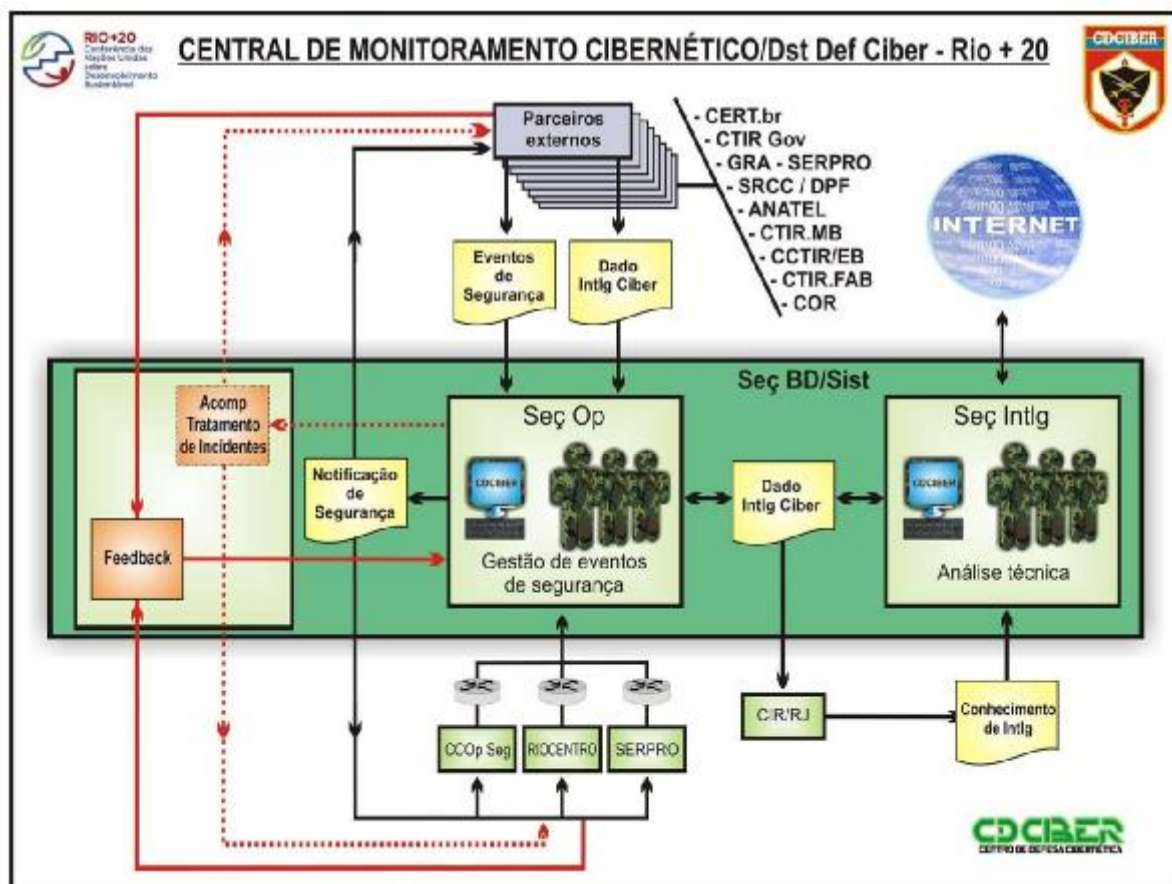 RIO+20
Conferência das
Nações Unidas
sobre
Desenvolvimento
Sustentável
CENTRAL DE MONITORAMENTO CIBERNÉTICO/Dst Def Ciber - Rio + 20
CDCIBER
Parceiros
externos
- CERT.br
- CTIR Gov
- GRA - SERPRO
- SRCC / DPF
- ANATEL
- CTIR.MB
- CCTIR/EB
- CTIR.FAB
- COR
INTERNET
Eventos
de
Segurança
Dado
Intlg Ciber
Seç BD/Sist
Acomp
Tratamento
de Incidentes
Notificação
de
Segurança
Feedback
Seç Op
CDCIBER
Gestão de eventos
de segurança
Dado
Intlg Ciber
Seç Intlg
CDCIBER
Análise técnica
CCOp Seg
RIOCENTRO
SERPRO
CIR/RJ
Conhecimento
de Intlg
CDCIBER
CENTRO DE DEFESA CIBERNÉTICA